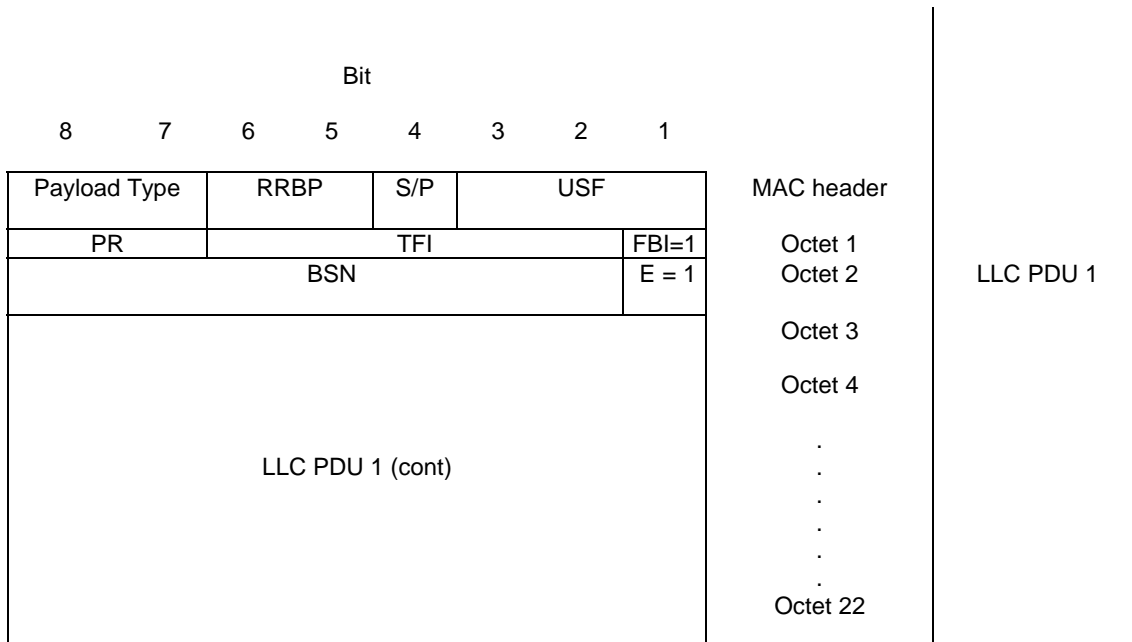 Bit
8 7 6 5 4 3 2 1
Payload Type RRBP S/P USF MAC header
PR TFI FBI=1 Octet 1
BSN E = 1 Octet 2 LLC PDU 1
Octet 3
Octet 4
.
LLC PDU 1 (cont) .
.
.
.
.
Octet 22